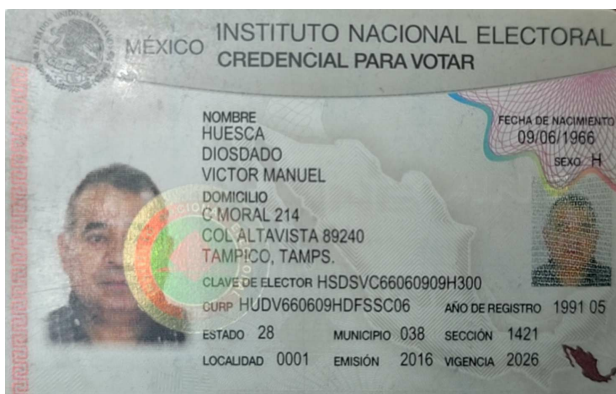 MÉXICO
INSTITUTO NACIONAL ELECTORAL
CREDENCIAL PARA VOTAR
NOMBRE
HUESCA
DIOSDADO
VICTOR MANUEL
FECHA DE NACIMIENTO
09/06/1966
SEXO H
DOMICILIO
C MORAL 214
COL ALTAVISTA 89240
TAMPICO, TAMPS.
CLAVE DE ELECTOR HSDSVC66060909H300
CURP HUDV660609HDFSSC06 AÑO DE REGISTRO 1991 05
ESTADO 28 MUNICIPIO 038 SECCIÓN 1421
LOCALIDAD 0001 EMISIÓN 2016 VIGENCIA 2026